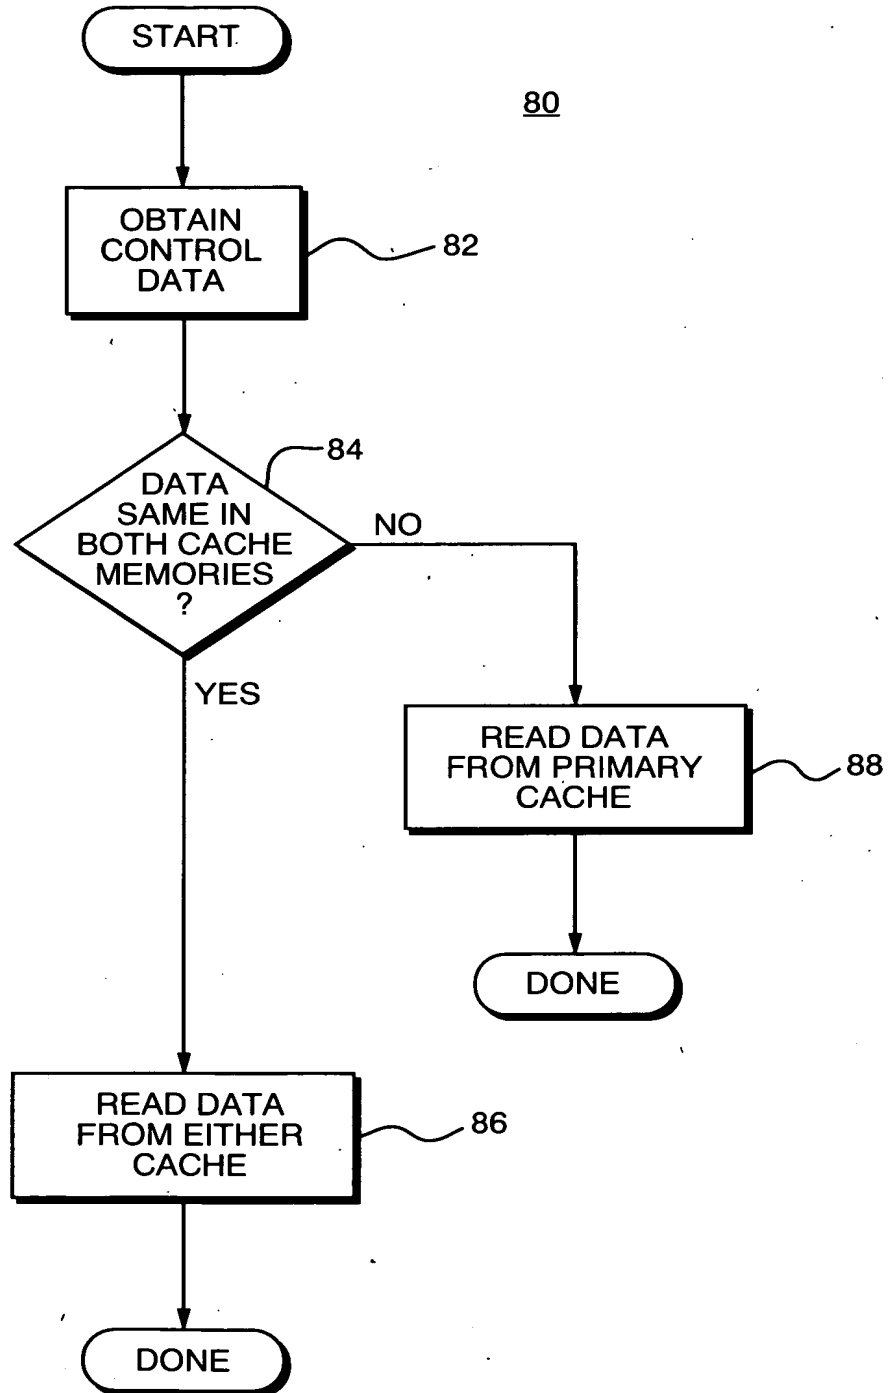 START
80
OBTAIN
CONTROL
DATA
82
84
DATA
SAME IN
BOTH CACHE
MEMORIES
?
NO
YES
READ DATA
FROM PRIMARY
CACHE
88
DONE
READ DATA
FROM EITHER
CACHE
86
DONE